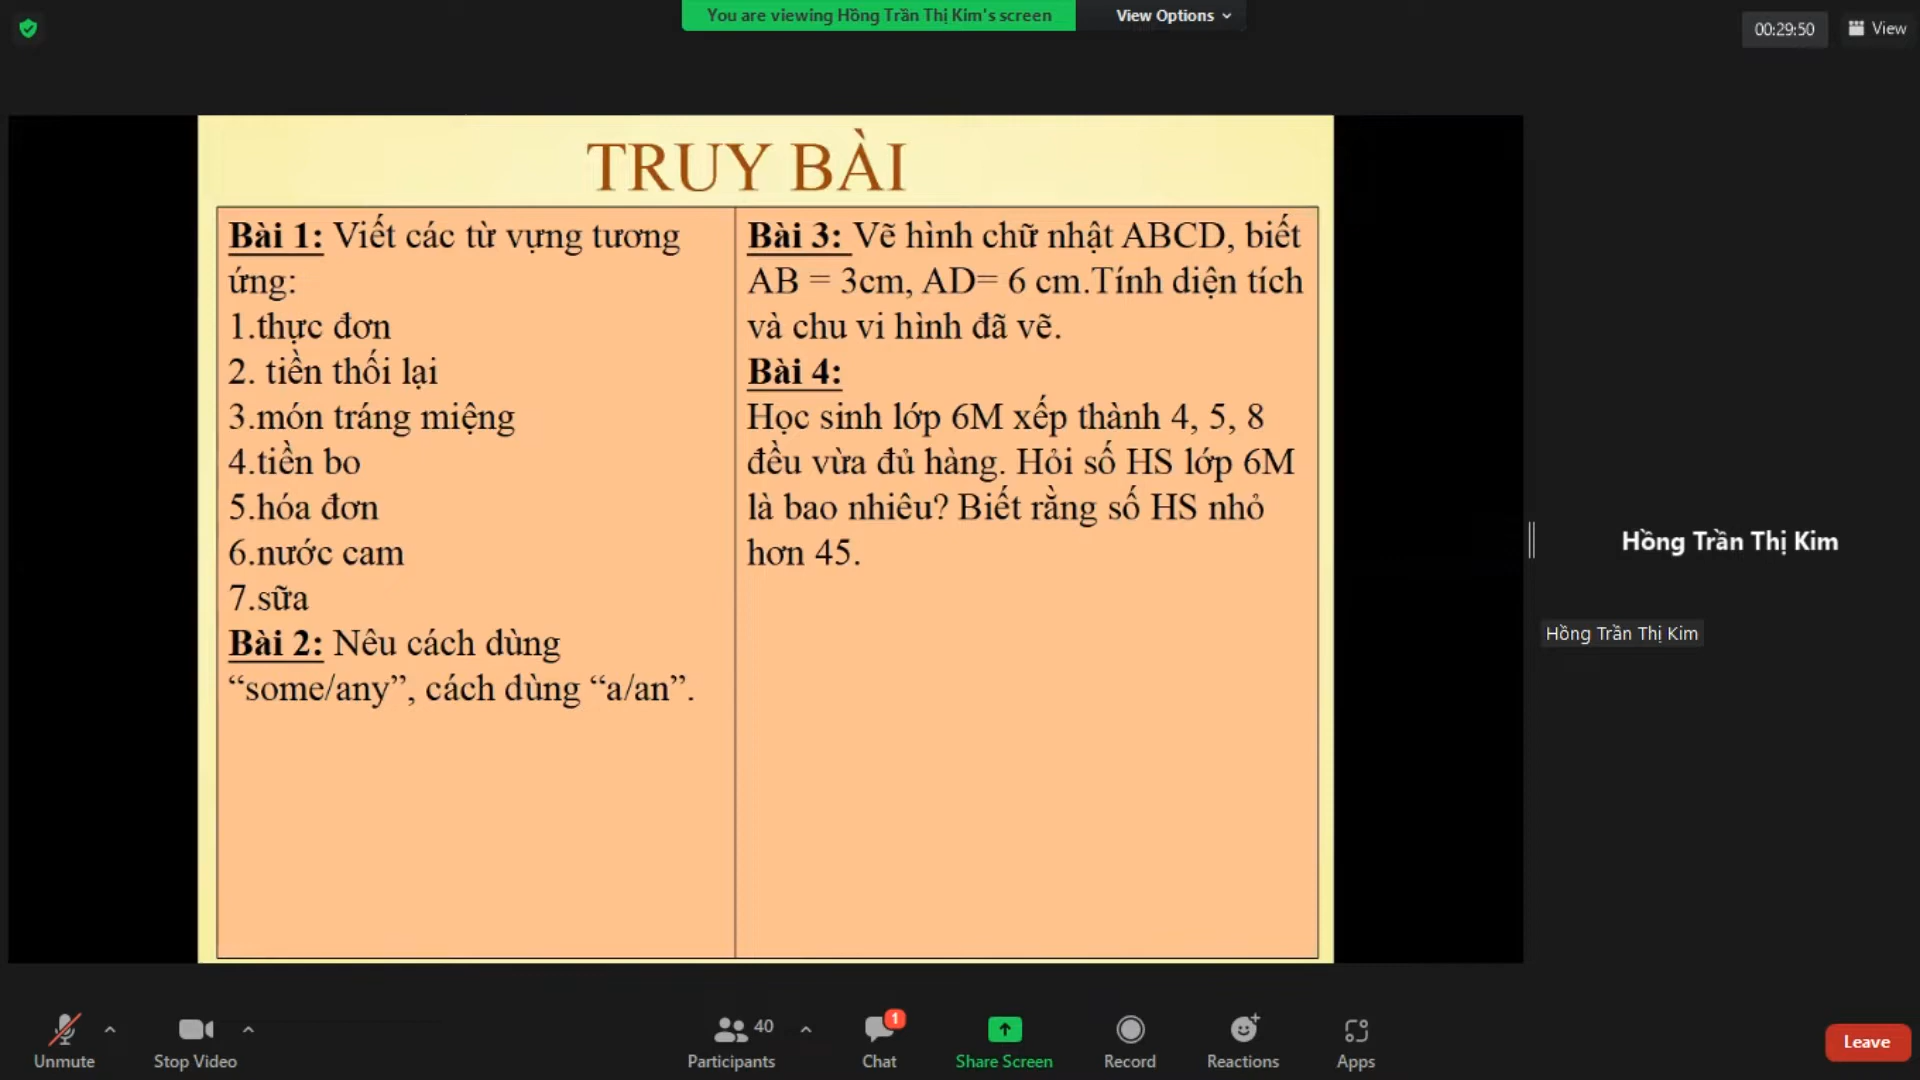 You are viewing Hồng Trần Thị Kim's screen
View Options
00:29:50
View
TRUY BÀI
Bài 1: Viết các từ vựng tương
ứng:
1.thực đơn
2. tiền thối lại
3.món tráng miệng
4.tiền bo
5.hóa đơn
6.nước cam
7.sữa
Bài 2: Nêu cách dùng
“some/any”, cách dùng “a/an”.
Bài 3: Vẽ hình chữ nhật ABCD, biết
AB = 3cm, AD= 6 cm.Tính diện tích
và chu vi hình đã vẽ.
Bài 4:
Học sinh lớp 6M xếp thành 4, 5, 8
đều vừa đủ hàng. Hỏi số HS lớp 6M
là bao nhiêu? Biết rằng số HS nhỏ
hơn 45.
Hồng Trần Thị Kim
Hồng Trần Thị Kim
Unmute
Stop Video
40
Participants
1
Chat
Share Screen
Record
Reactions
Apps
Leave